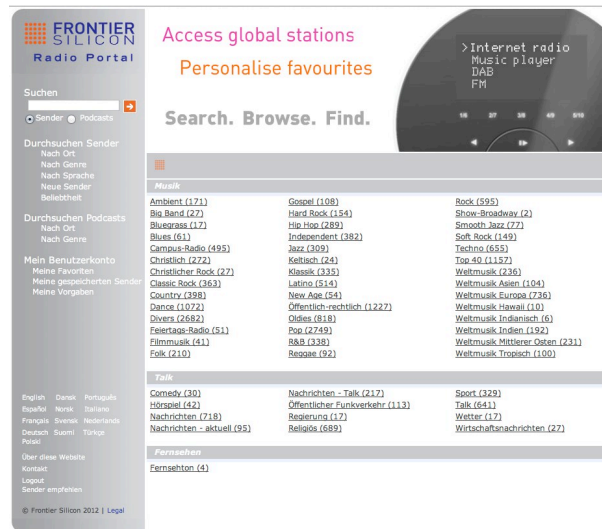 FRONTIER
SILICON
Radio Portal
Access global stations
Personalise favourites
Search. Browse. Find.
>Internet radio
Music player
DAB
FM
1/6 2/7 3/8 4/9 5/10
Suchen
Sender Podcasts
Durchsuchen Sender
Nach Ort
Nach Genre
Nach Sprache
Neue Sender
Beliebtheit
Durchsuchen Podcasts
Nach Ort
Nach Genre
Mein Benutzerkonto
Meine Favoriten
Meine gespeicherten Sender
Meine Vorgaben
English Dansk Português
Español Norsk Italiano
Français Svensk Nederlands
Deutsch Suomi Türkçe
Polski
Über diese Website
Kontakt
Logout
Sender empfehlen
© Frontier Silicon 2012 | Legal
Musik
Ambient (171)
Big Band (27)
Bluegrass (17)
Blues (61)
Campus-Radio (495)
Christlich (272)
Christlicher Rock (27)
Classic Rock (363)
Country (398)
Dance (1072)
Divers (2682)
Feiertags-Radio (51)
Filmmusik (41)
Folk (210)
Gospel (108)
Hard Rock (154)
Hip Hop (289)
Independent (382)
Jazz (309)
Keltisch (24)
Klassik (335)
Latino (514)
New Age (54)
Öffentlich-rechtlich (1227)
Oldies (818)
Pop (2749)
R&B (338)
Reggae (92)
Rock (595)
Show-Broadway (2)
Smooth Jazz (77)
Soft Rock (149)
Techno (655)
Top 40 (1157)
Weltmusik (236)
Weltmusik Asien (104)
Weltmusik Europa (736)
Weltmusik Hawaii (10)
Weltmusik Indianisch (6)
Weltmusik Indien (192)
Weltmusik Mittlerer Osten (231)
Weltmusik Tropisch (100)
Talk
Comedy (30)
Hörspiel (42)
Nachrichten (718)
Nachrichten - aktuell (95)
Nachrichten - Talk (217)
Öffentlicher Funkverkehr (113)
Regierung (17)
Religiös (689)
Sport (329)
Talk (641)
Wetter (17)
Wirtschaftsnachrichten (27)
Fernsehen
Fernsehton (4)